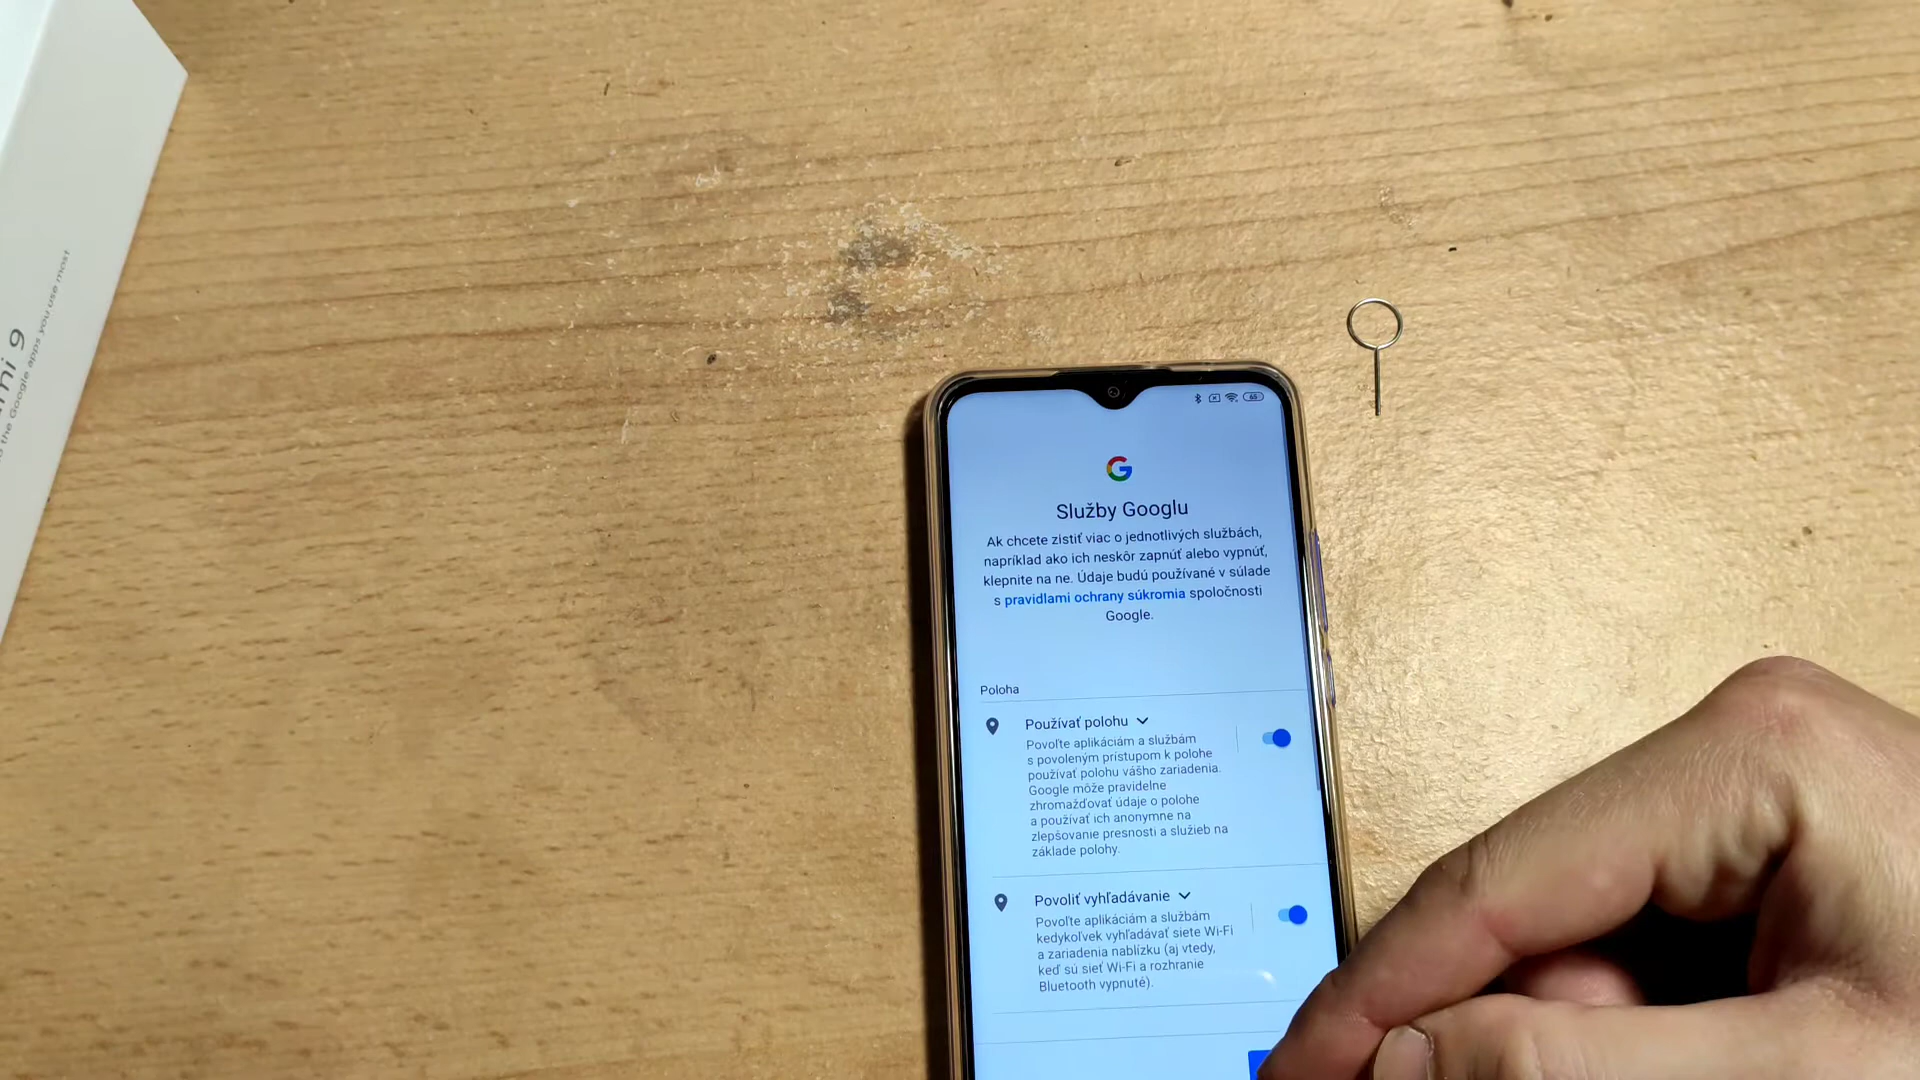 mi 9
the Google apps you use most
65
G
Služby Googlu
Ak chcete zistiť viac o jednotlivých službách,
napríklad ako ich neskôr zapnúť alebo vypnúť,
klepnite na ne. Údaje budú používané v súlade
s pravidlami ochrany súkromia spoločnosti
Google.
Poloha
Používať polohu
Povoľte aplikáciám a službám
s povoleným prístupom k polohe
používať polohu vášho zariadenia.
Google môže pravidelne
zhromažďovať údaje o polohe
a používať ich anonymne na
zlepšovanie presnosti a služieb na
základe polohy.
Povoliť vyhľadávanie
Povoľte aplikáciám a službám
kedykoľvek vyhľadávať siete Wi-Fi
a zariadenia nablízku (aj vtedy,
keď sú sieť Wi-Fi a rozhranie
Bluetooth vypnuté).